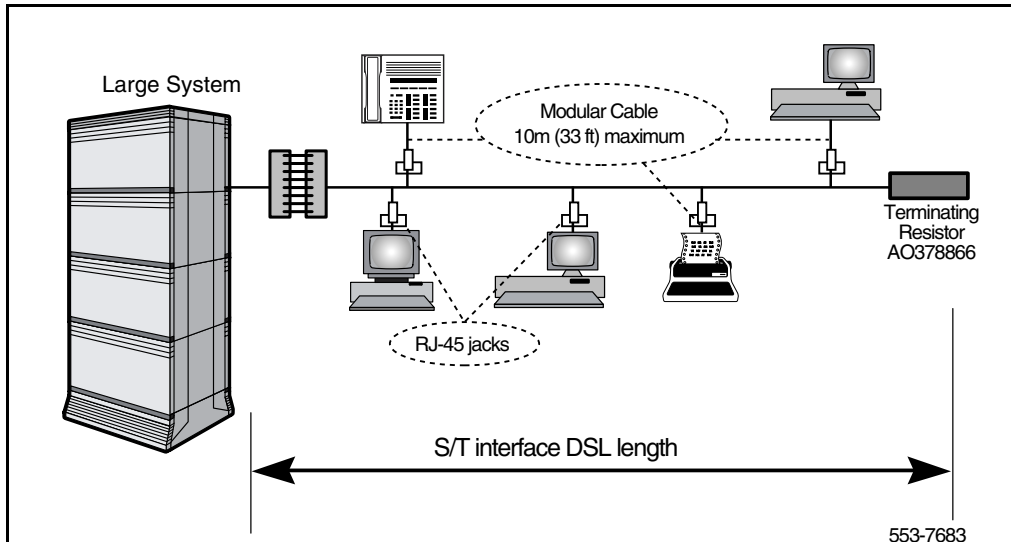 Large System
Modular Cable
10m (33 ft) maximum
Terminating
Resistor
AO378866
RJ-45 jacks
S/T interface DSL length
553-7683